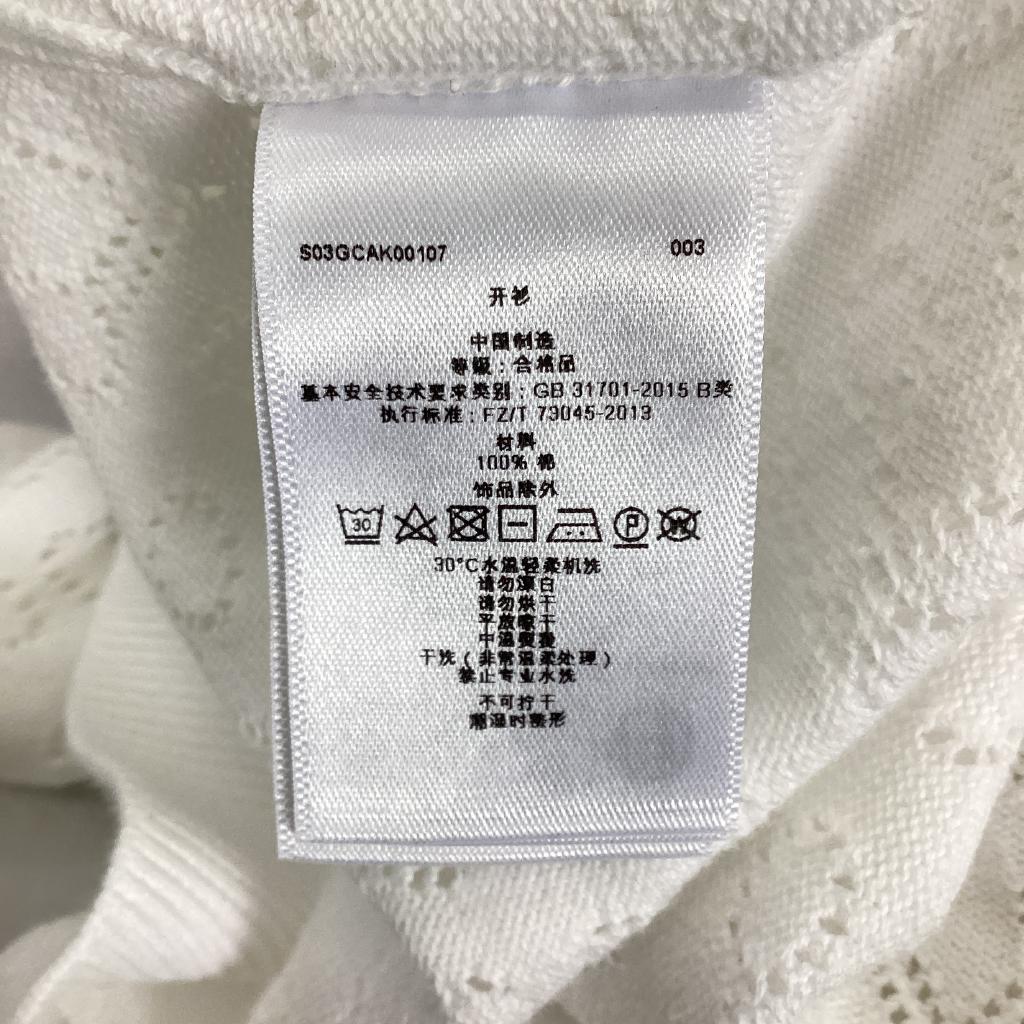 S03GCAK00107 003
开衫
中国制造
等级：合格品
基本安全技术要求类别：GB 31701-2015 B类
执行标准：FZ/T 73045-2013
材料
100% 棉
饰品除外
30 P W
30°C水温轻柔机洗
请勿漂白
请勿烘干
平放晾干
中温熨烫
干洗（非常温柔处理）
禁止专业水洗
不可拧干
潮湿时整形